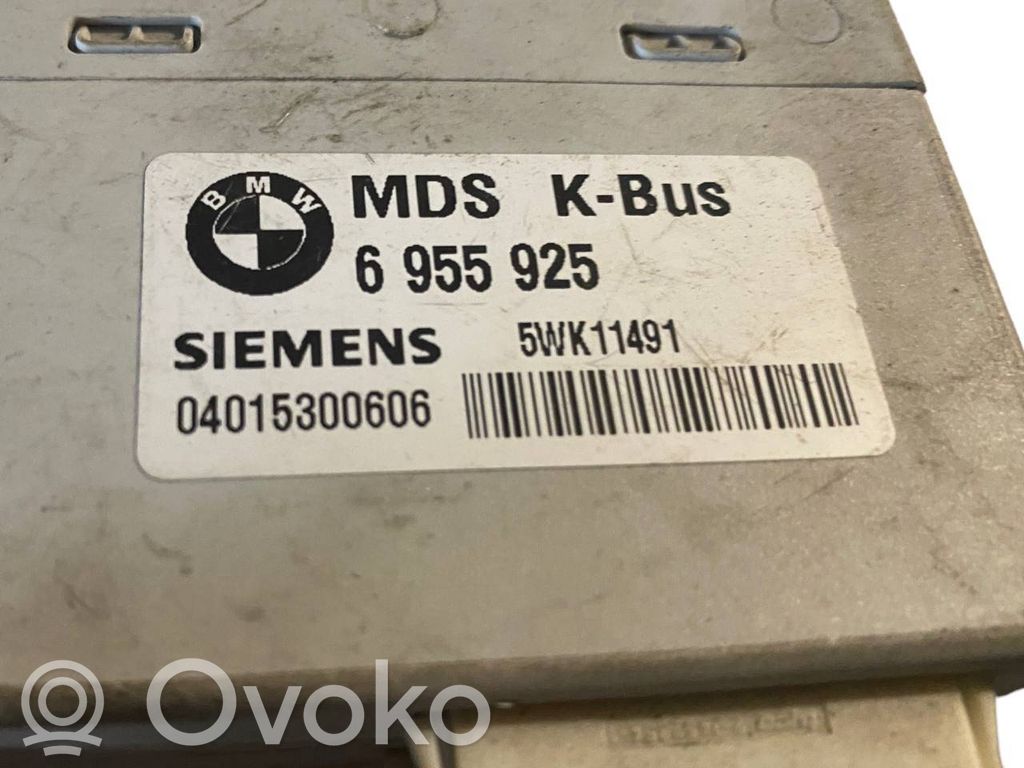 BMW
MDS K-Bus
6 955 925
SIEMENS 5WK11491
04015300606
Ovoko